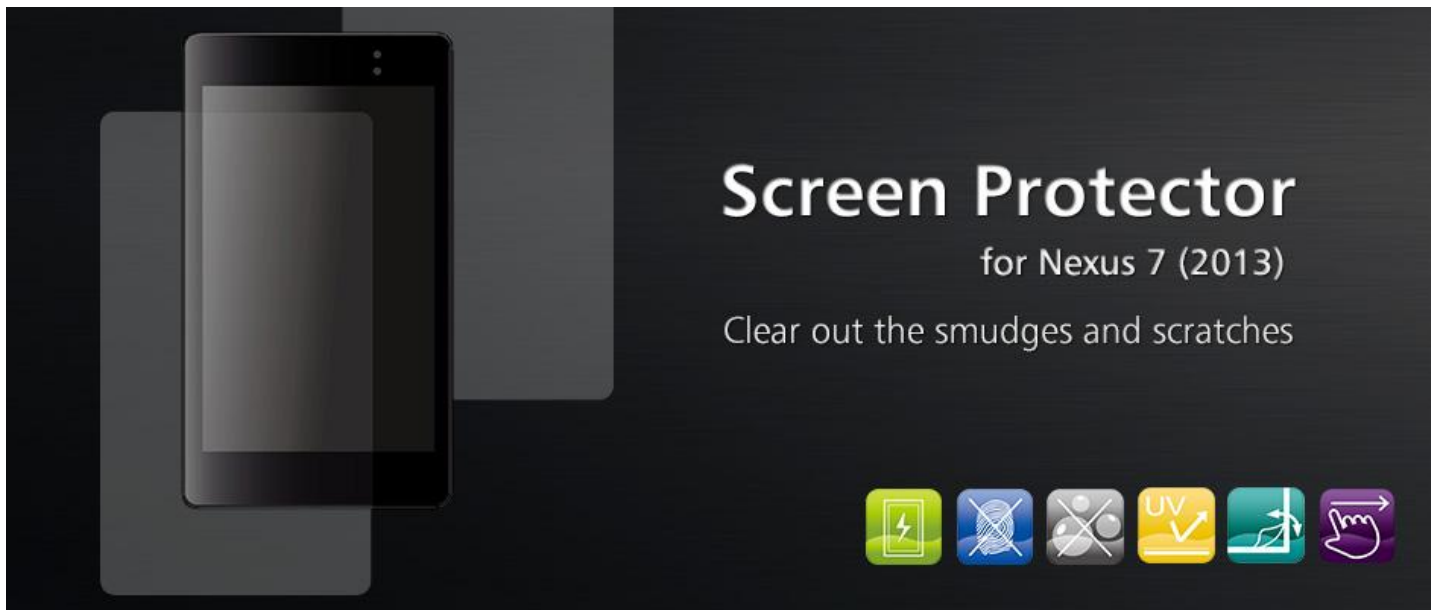 Screen Protector
for Nexus 7 (2013)
Clear out the smudges and scratches
UV